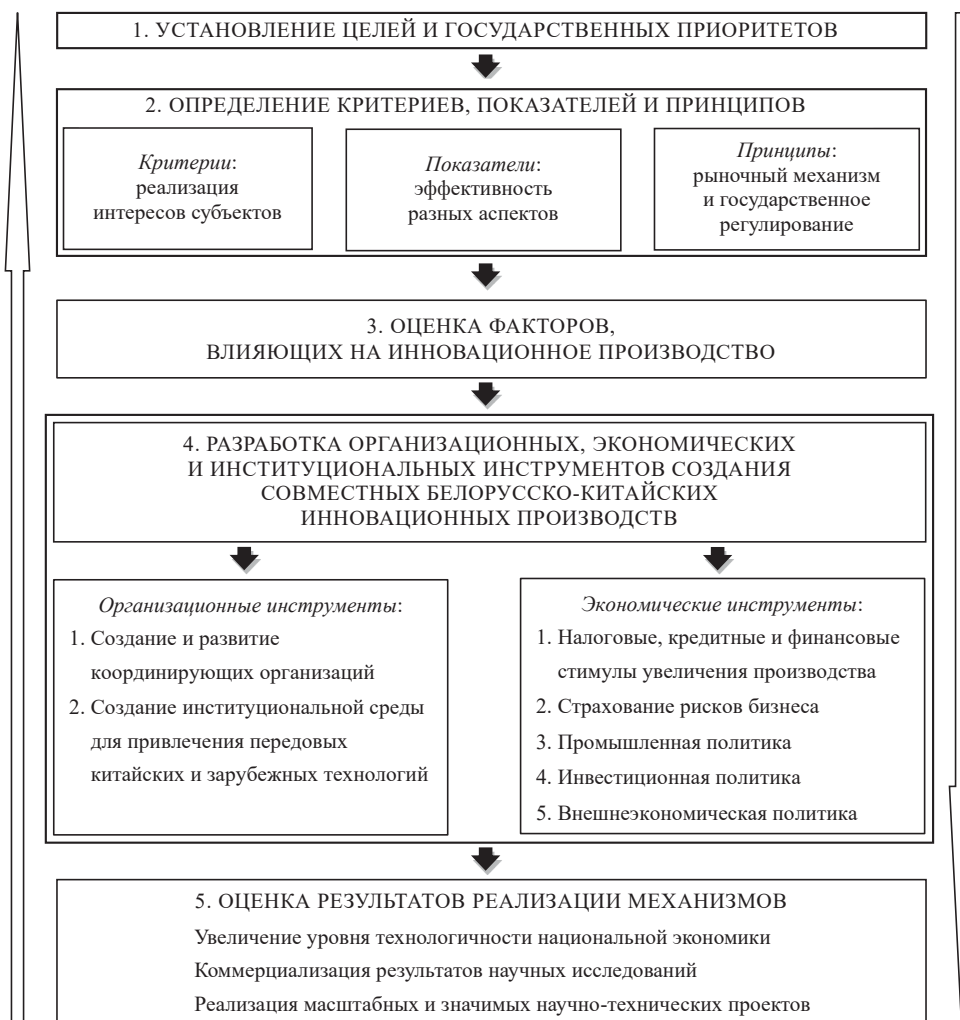 1. УСТАНОВЛЕНИЕ ЦЕЛЕЙ И ГОСУДАРСТВЕННЫХ ПРИОРИТЕТОВ
2. ОПРЕДЕЛЕНИЕ КРИТЕРИЕВ, ПОКАЗАТЕЛЕЙ И ПРИНЦИПОВ
Критерии:
реализация
интересов субъектов
Показатели:
эффективность
разных аспектов
Принципы:
рыночный механизм
и государственное
регулирование
3. ОЦЕНКА ФАКТОРОВ,
ВЛИЯЮЩИХ НА ИННОВАЦИОННОЕ ПРОИЗВОДСТВО
4. РАЗРАБОТКА ОРГАНИЗАЦИОННЫХ, ЭКОНОМИЧЕСКИХ
И ИНСТИТУЦИОНАЛЬНЫХ ИНСТРУМЕНТОВ СОЗДАНИЯ
СОВМЕСТНЫХ БЕЛОРУССКО-КИТАЙСКИХ
ИННОВАЦИОННЫХ ПРОИЗВОДСТВ
Организационные инструменты:
1. Создание и развитие
координирующих организаций
2. Создание институциональной среды
для привлечения передовых
китайских и зарубежных технологий
Экономические инструменты:
1. Налоговые, кредитные и финансовые
стимулы увеличения производства
2. Страхование рисков бизнеса
3. Промышленная политика
4. Инвестиционная политика
5. Внешнеэкономическая политика
5. ОЦЕНКА РЕЗУЛЬТАТОВ РЕАЛИЗАЦИИ МЕХАНИЗМОВ
Увеличение уровня технологичности национальной экономики
Коммерциализация результатов научных исследований
Реализация масштабных и значимых научно-технических проектов